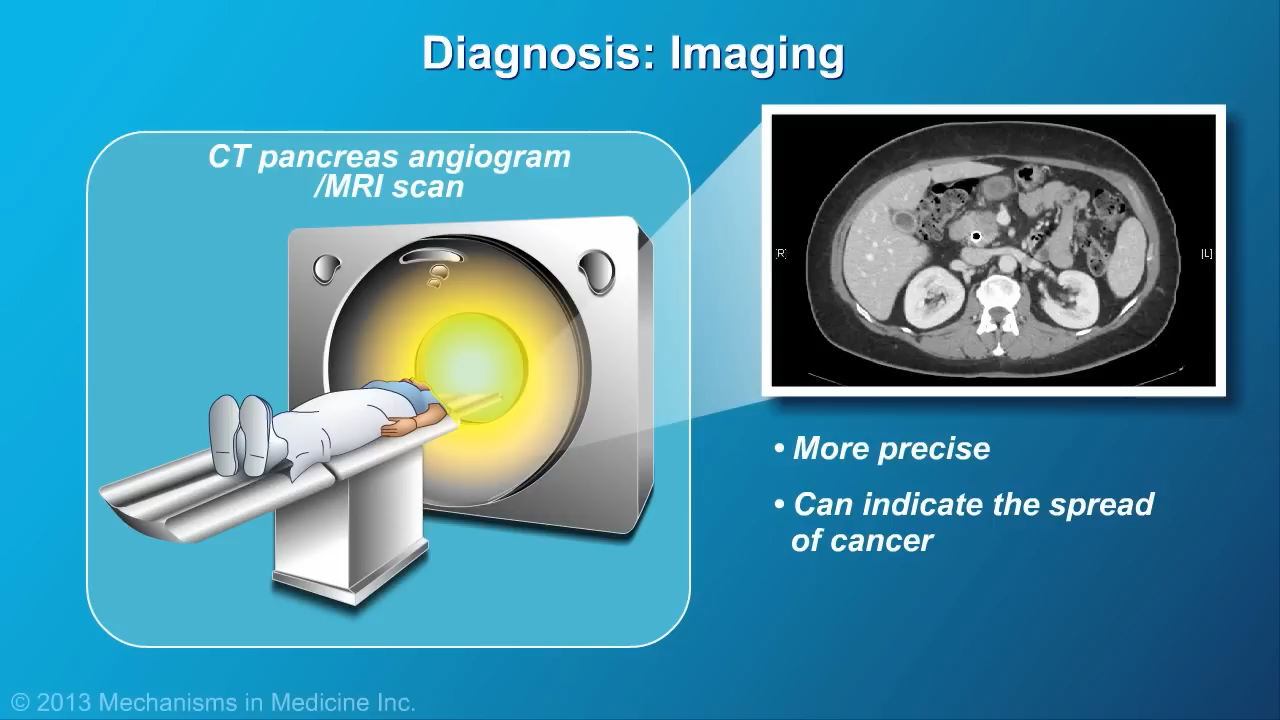 Diagnosis: Imaging
CT pancreas angiogram
/MRI scan
[R]
[L]
• More precise
• Can indicate the spread
of cancer
© 2013 Mechanisms in Medicine Inc.